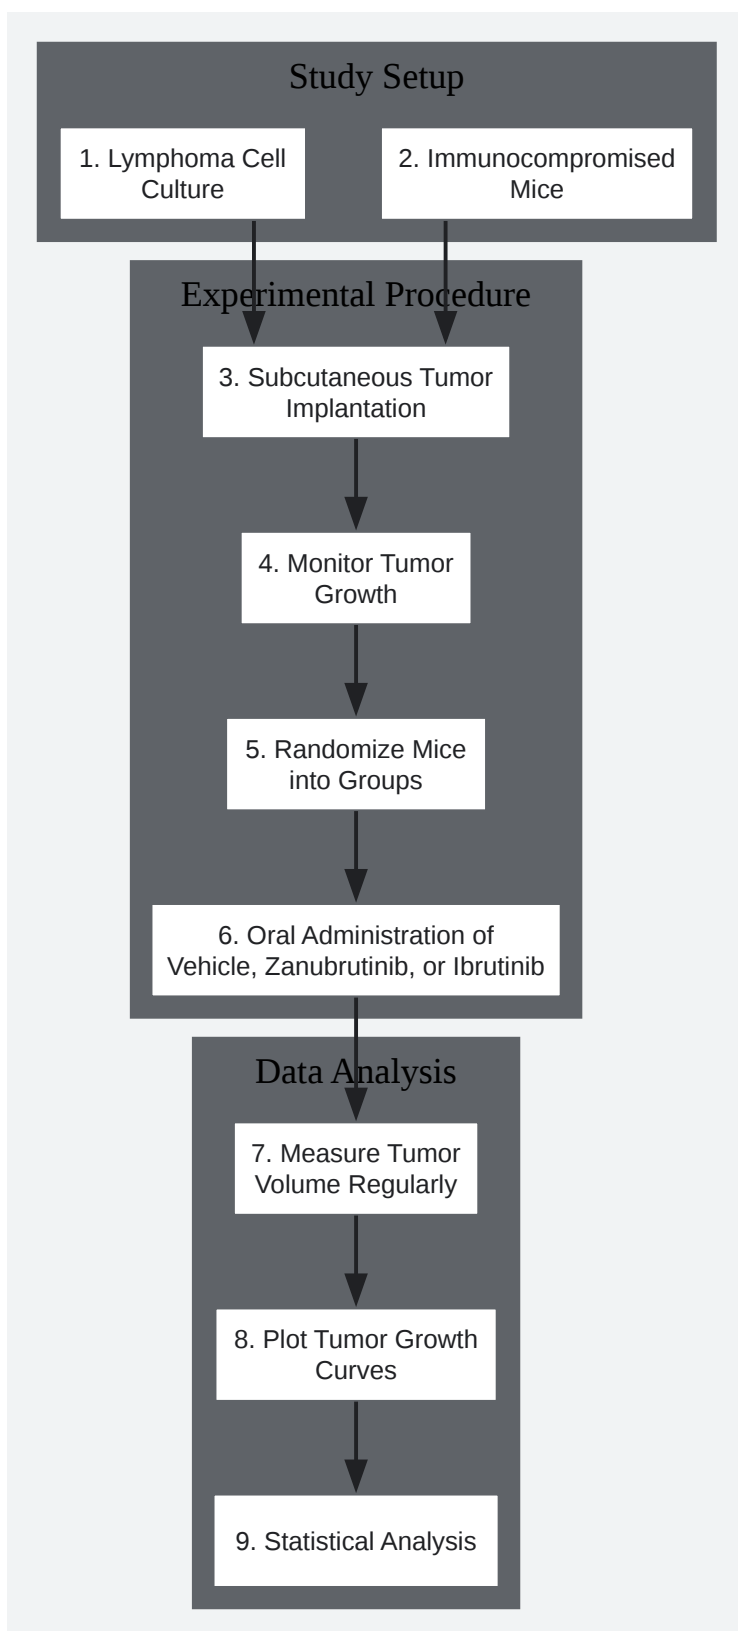 Study Setup
1. Lymphoma Cell
Culture
2. Immunocompromised
Mice
Experimental Procedure
3. Subcutaneous Tumor
Implantation
4. Monitor Tumor
Growth
5. Randomize Mice
into Groups
6. Oral Administration of
Vehicle, Zanubrutinib, or Ibrutinib
Data Analysis
7. Measure Tumor
Volume Regularly
8. Plot Tumor Growth
Curves
9. Statistical Analysis